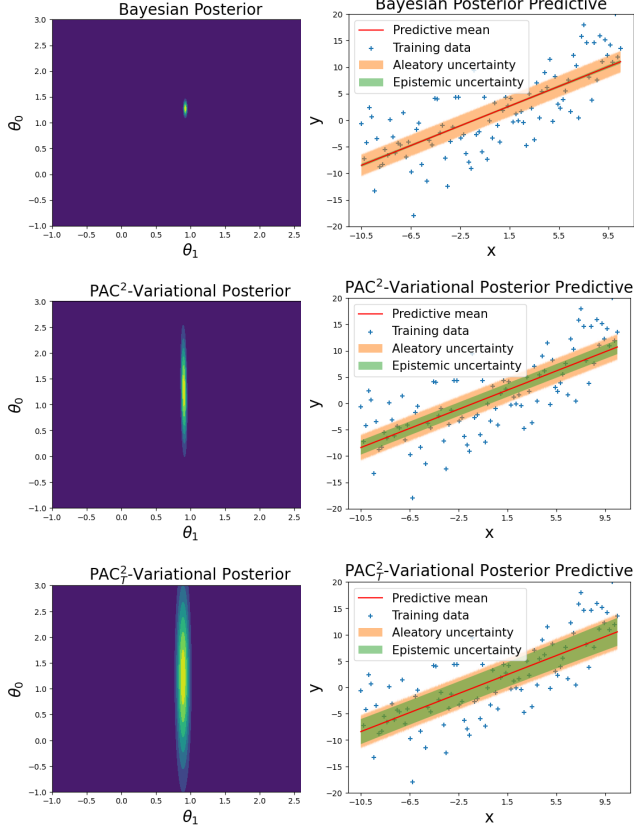 Bayesian Posterior
3.0
2.5
2.0
1.5
1.0
0.5
0.0
−0.5
−1.0
θ0
−1.0 −0.5 0.0 0.5 1.0 1.5 2.0 2.5
θ1
Bayesian Posterior Predictive
Predictive mean
Training data
Aleatory uncertainty
Epistemic uncertainty
20
15
10
5
0
−5
−10
−15
−20
y
−10.5 −6.5 −2.5 1.5 5.5 9.5
x
PAC²-Variational Posterior
3.0
2.5
2.0
1.5
1.0
0.5
0.0
−0.5
−1.0
θ0
−1.0 −0.5 0.0 0.5 1.0 1.5 2.0 2.5
θ1
PAC²-Variational Posterior Predictive
Predictive mean
Training data
Aleatory uncertainty
Epistemic uncertainty
20
15
10
5
0
−5
−10
−15
−20
y
−10.5 −6.5 −2.5 1.5 5.5 9.5
x
PAC²T-Variational Posterior
3.0
2.5
2.0
1.5
1.0
0.5
0.0
−0.5
−1.0
θ0
−1.0 −0.5 0.0 0.5 1.0 1.5 2.0 2.5
θ1
PAC²T-Variational Posterior Predictive
Predictive mean
Training data
Aleatory uncertainty
Epistemic uncertainty
20
15
10
5
0
−5
−10
−15
−20
y
−10.5 −6.5 −2.5 1.5 5.5 9.5
x